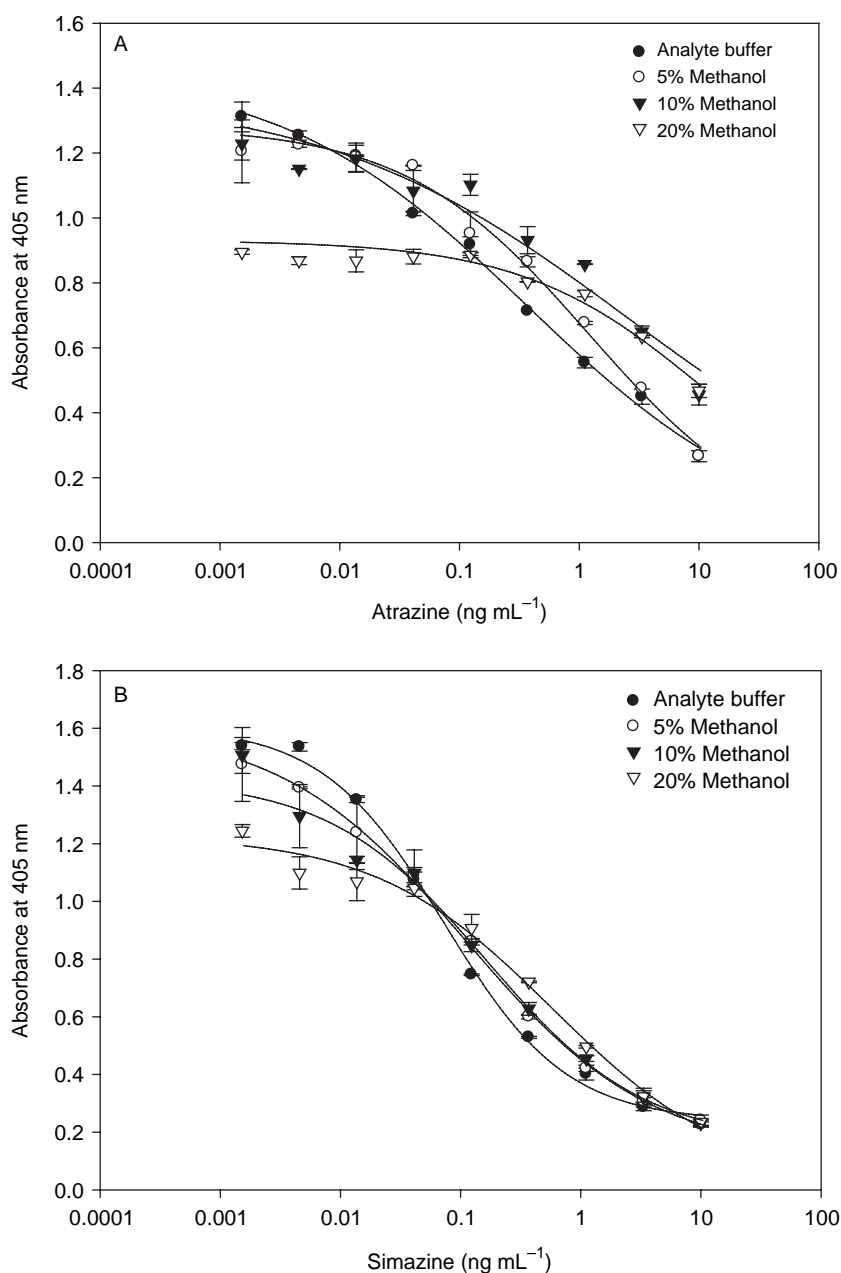 A
Analyte buffer
5% Methanol
10% Methanol
20% Methanol
1.6
1.4
1.2
1.0
0.8
0.6
0.4
0.2
0.0
Absorbance at 405 nm
0.0001 0.001 0.01 0.1 1 10 100
Atrazine (ng mL⁻¹)
B
Analyte buffer
5% Methanol
10% Methanol
20% Methanol
1.8
1.6
1.4
1.2
1.0
0.8
0.6
0.4
0.2
0.0
Absorbance at 405 nm
0.0001 0.001 0.01 0.1 1 10 100
Simazine (ng mL⁻¹)